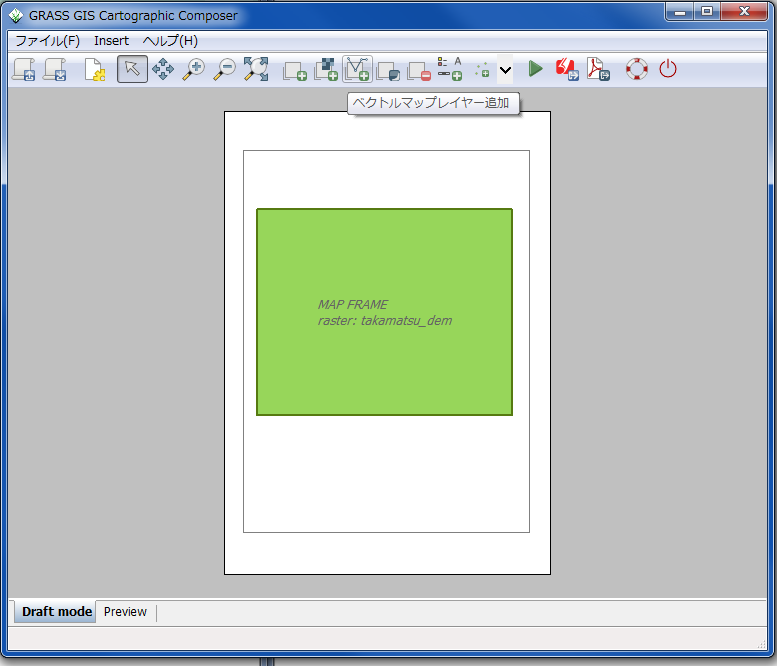 GRASS GIS Cartographic Composer
ファイル(F) Insert ヘルプ(H)
ベクトルマップレイヤー追加
MAP FRAME
raster: takamatsu_dem
Draft mode Preview